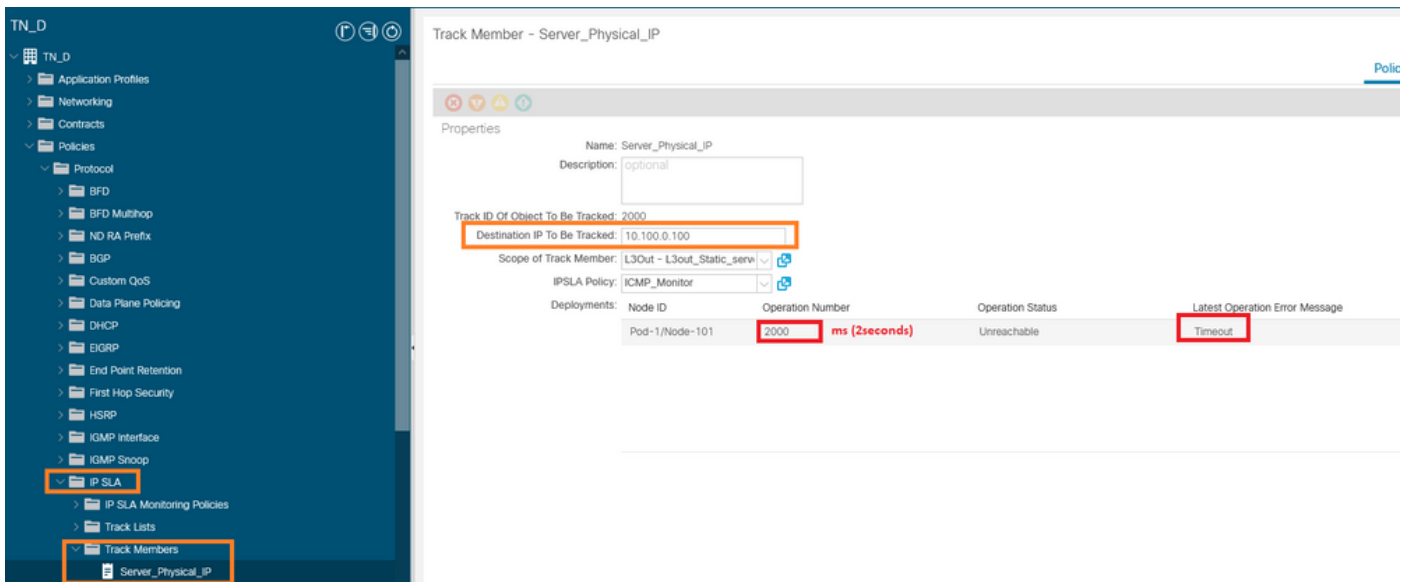 TN_D
TN_D
Application Profiles
Networking
Contracts
Policies
Protocol
BFD
BFD Multihop
ND RA Prefix
BGP
Custom QoS
Data Plane Policing
DHCP
EIGRP
End Point Retention
First Hop Security
HSRP
IGMP Interface
IGMP Snoop
IP SLA
IP SLA Monitoring Policies
Track Lists
Track Members
Server_Physical_IP
Track Member - Server_Physical_IP
Polic
Properties
Name: Server_Physical_IP
Description: optional
Track ID Of Object To Be Tracked: 2000
Destination IP To Be Tracked: 10.100.0.100
Scope of Track Member: L3Out - L3out_Static_serv
IPSLA Policy: ICMP_Monitor
Deployments: Node ID Operation Number Operation Status Latest Operation Error Message
Pod-1/Node-101 2000 ms (2seconds) Unreachable Timeout